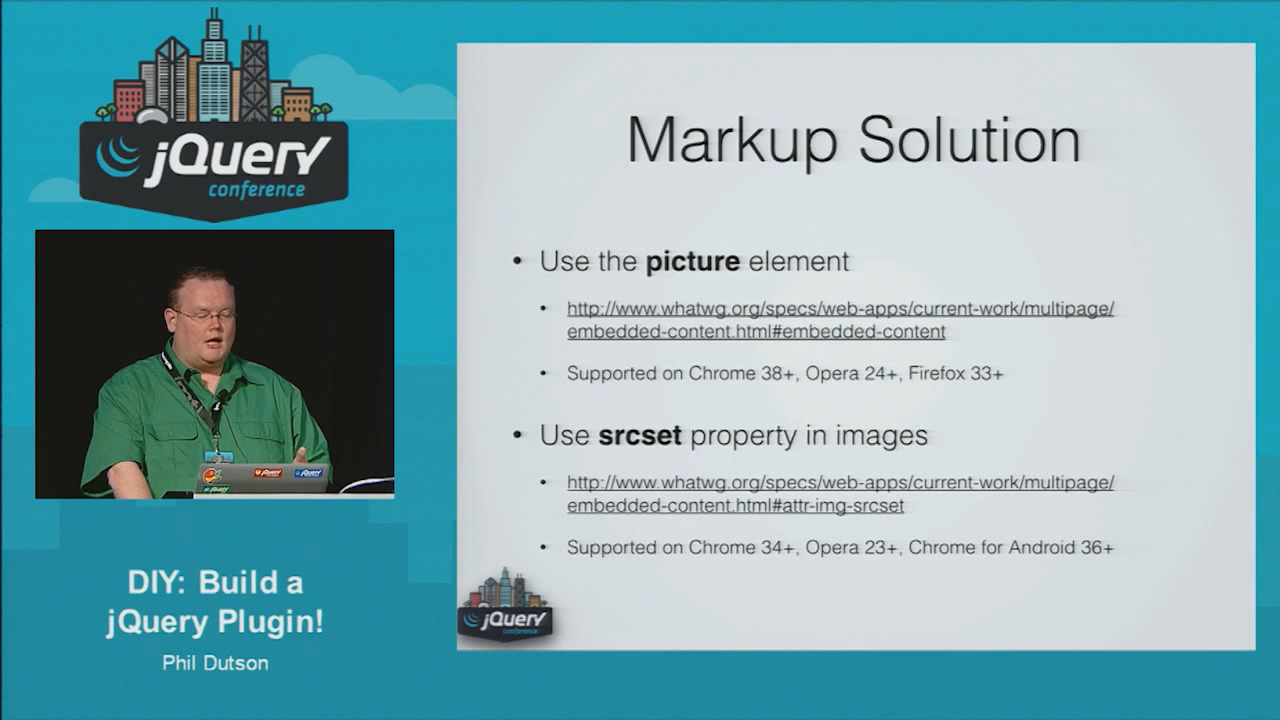 jQuery
conference
DIY: Build a
jQuery Plugin!
Phil Dutson
Markup Solution
• Use the picture element
• http://www.whatwg.org/specs/web-apps/current-work/multipage/
embedded-content.html#embedded-content
• Supported on Chrome 38+, Opera 24+, Firefox 33+
• Use srcset property in images
• http://www.whatwg.org/specs/web-apps/current-work/multipage/
embedded-content.html#attr-img-srcset
• Supported on Chrome 34+, Opera 23+, Chrome for Android 36+
jQuery
conference